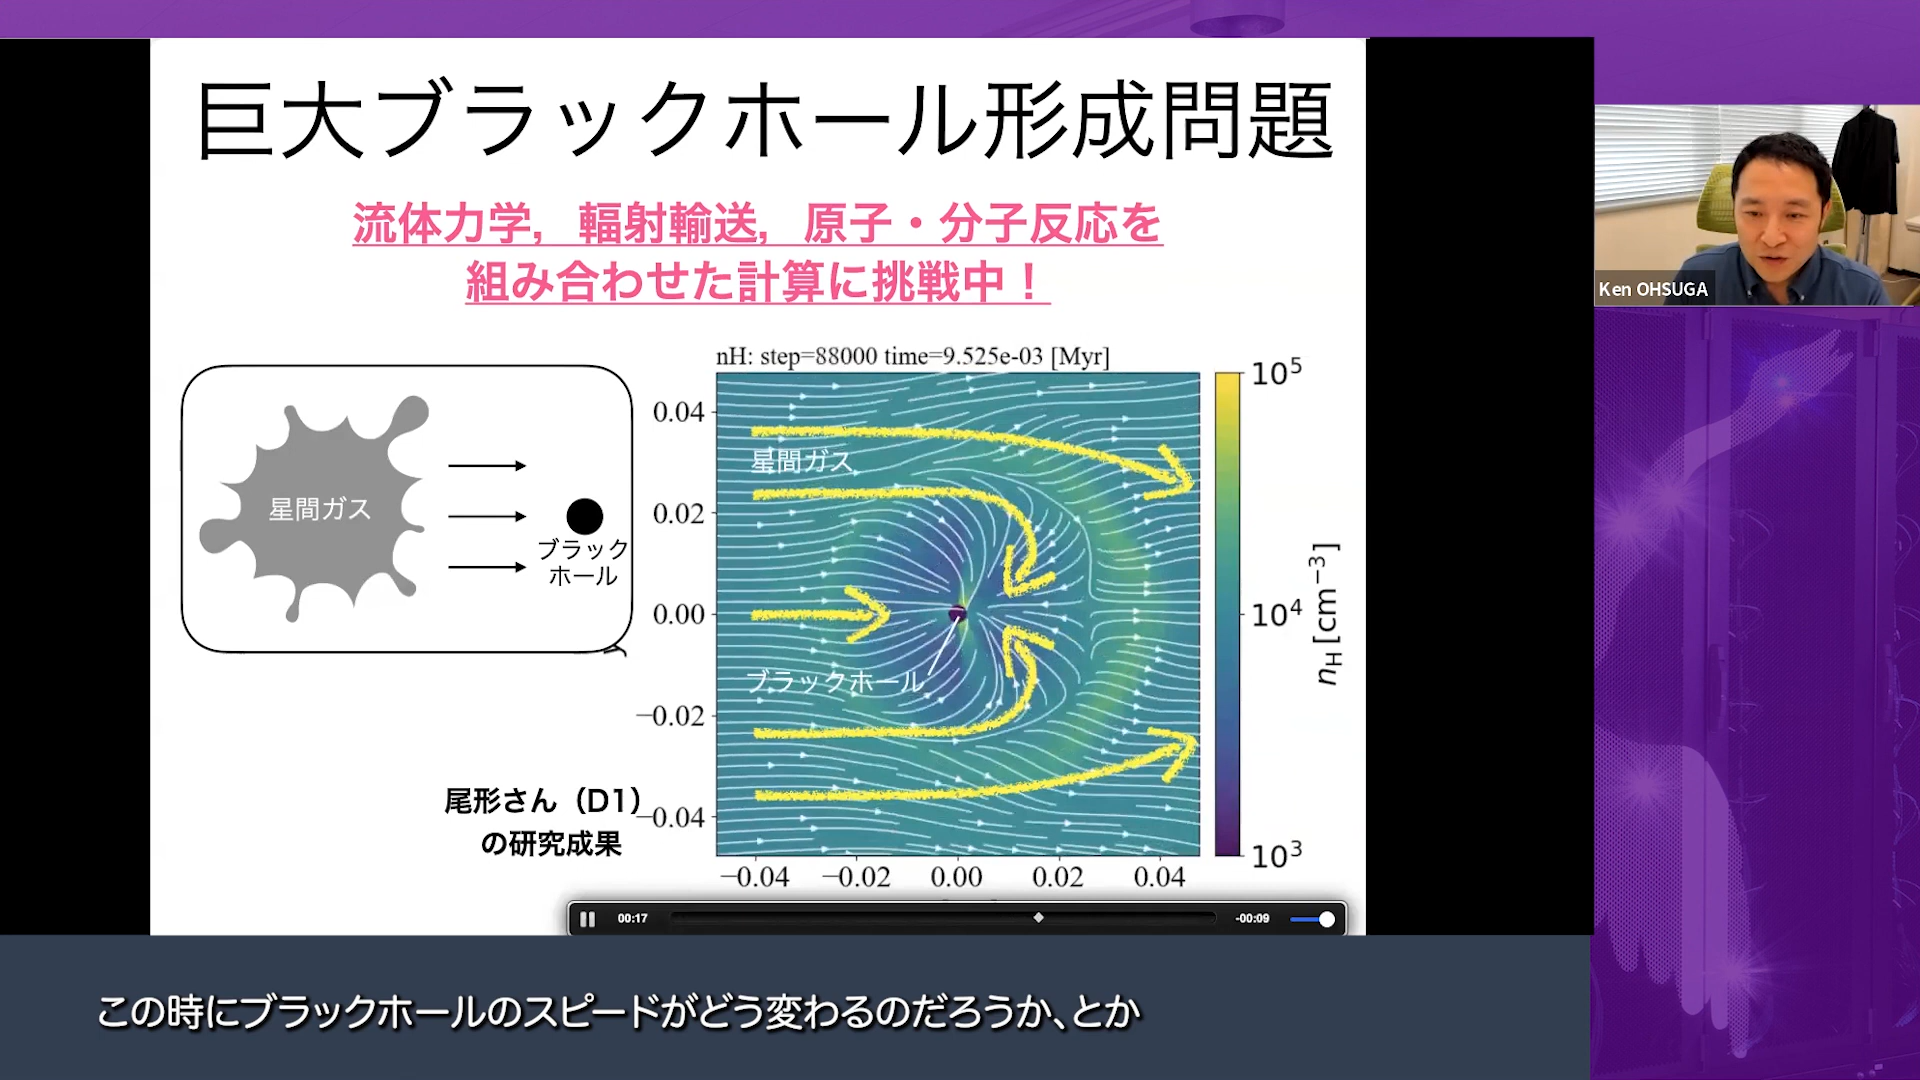 巨大ブラックホール形成問題
流体力学，輻射輸送，原子・分子反応を
組み合わせた計算に挑戦中！
星間ガス
ブラック
ホール
尾形さん（D1）
の研究成果
nH: step=88000 time=9.525e-03 [Myr]
0.04
0.02
0.00
−0.02
−0.04
星間ガス
ブラックホール
−0.04 −0.02 0.00 0.02 0.04
10⁵
10⁴
10³
nH [cm⁻³]
00:17
-00:09
Ken OHSUGA
この時にブラックホールのスピードがどう変わるのだろうか、とか